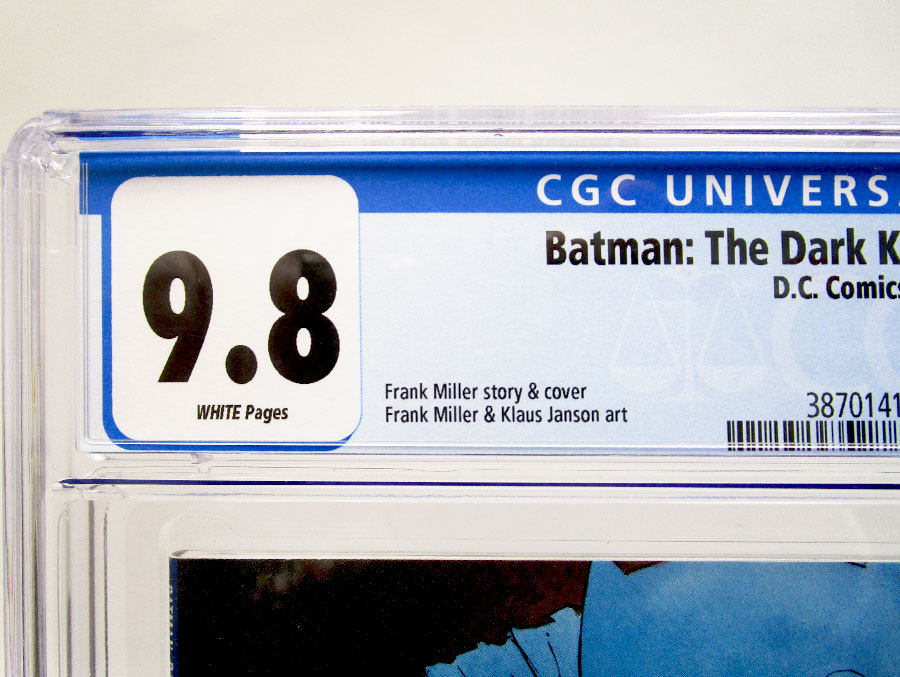 CGC UNIVERSA
9.8
WHITE Pages
Batman: The Dark K
D.C. Comics
Frank Miller story & cover
Frank Miller & Klaus Janson art
3870141